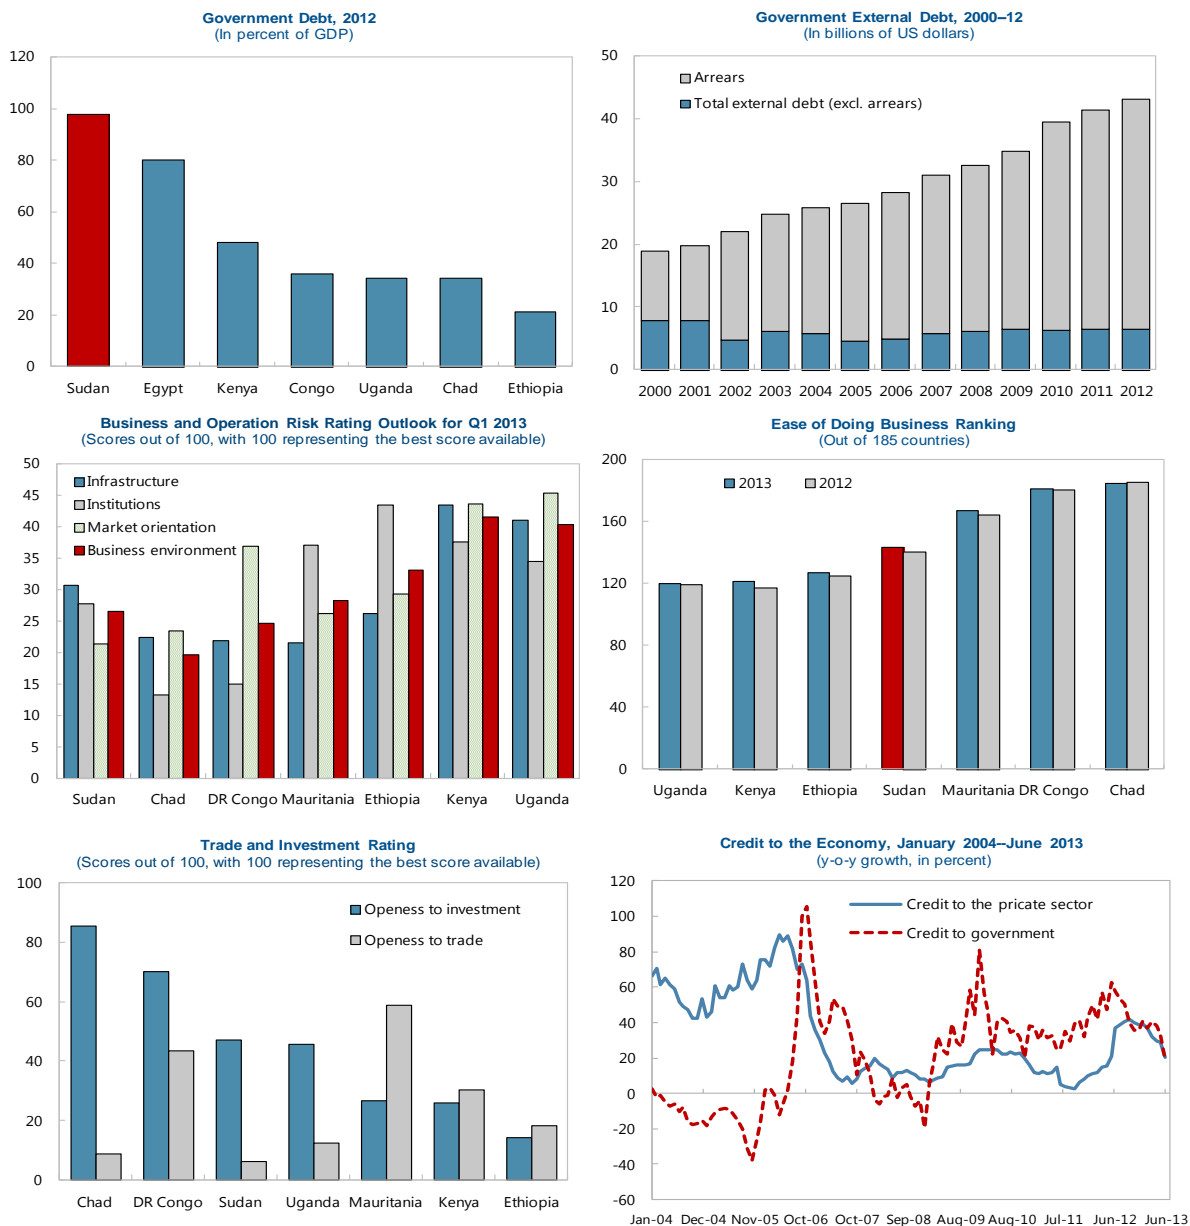 Government Debt, 2012
(In percent of GDP)
120
100
80
60
40
20
0
Sudan Egypt Kenya Congo Uganda Chad Ethiopia
Government External Debt, 2000–12
(In billions of US dollars)
50
40
30
20
10
0
Arrears
Total external debt (excl. arrears)
2000 2001 2002 2003 2004 2005 2006 2007 2008 2009 2010 2011 2012
Business and Operation Risk Rating Outlook for Q1 2013
(Scores out of 100, with 100 representing the best score available)
50
45
40
35
30
25
20
15
10
5
0
Infrastructure
Institutions
Market orientation
Business environment
Sudan Chad DR Congo Mauritania Ethiopia Kenya Uganda
Ease of Doing Business Ranking
(Out of 185 countries)
200
160
120
80
40
0
2013 2012
Uganda Kenya Ethiopia Sudan Mauritania DR Congo Chad
Trade and Investment Rating
(Scores out of 100, with 100 representing the best score available)
100
80
60
40
20
0
Openess to investment
Openess to trade
Chad DR Congo Sudan Uganda Mauritania Kenya Ethiopia
Credit to the Economy, January 2004--June 2013
(y-o-y growth, in percent)
120
100
80
60
40
20
0
-20
-40
-60
Credit to the private sector
Credit to government
Jan-04 Dec-04 Nov-05 Oct-06 Oct-07 Sep-08 Aug-09 Aug-10 Jul-11 Jun-12 Jun-13